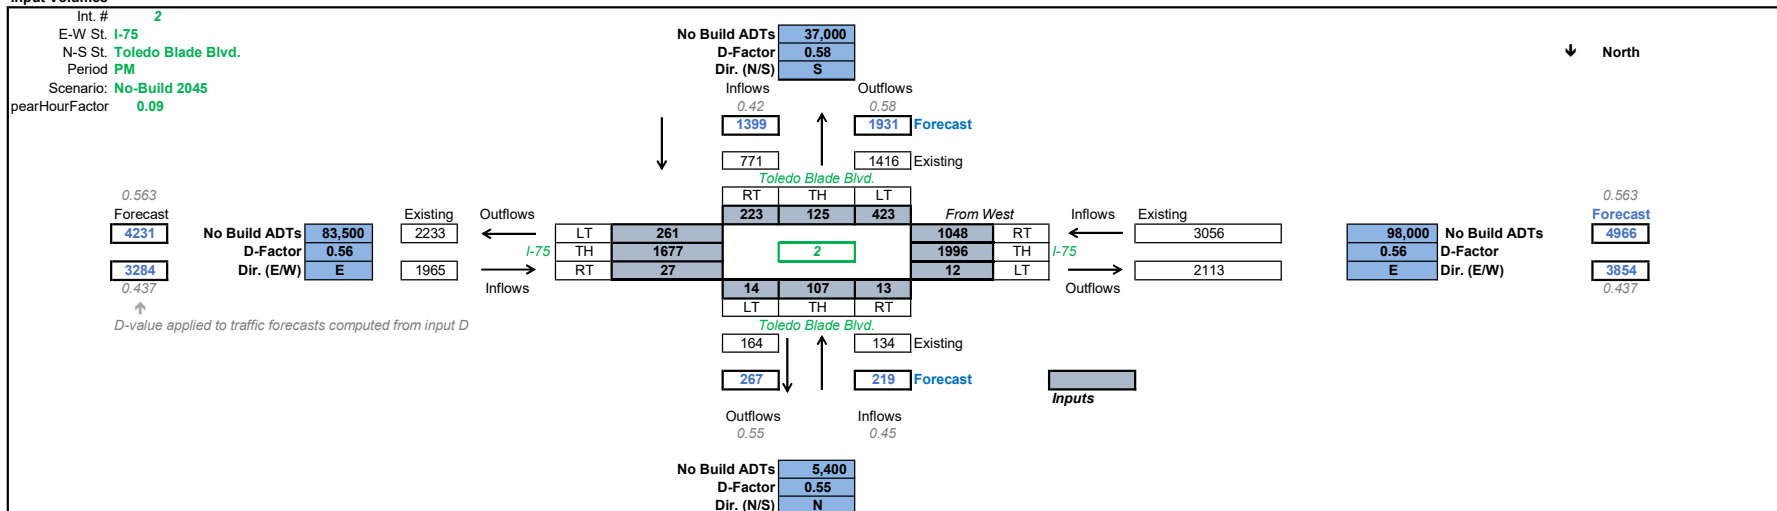 Input Volumes
Int. # 2
E-W St. I-75
N-S St. Toledo Blade Blvd.
Period PM
Scenario: No-Build 2045
pearHourFactor 0.09
No Build ADTs 37,000
D-Factor 0.58
Dir. (N/S) S
North
Inflows Outflows
0.42 0.58
1399 1931 Forecast
771 1416 Existing
Toledo Blade Blvd.
RT TH LT
223 125 423
0.563
Forecast
4231
3284
0.437
D-value applied to traffic forecasts computed from input D
No Build ADTs 83,500
D-Factor 0.56
Dir. (E/W) E
Existing Outflows
2233
1965
Inflows
I-75
LT 261
TH 1677
RT 27
2
From West
1048 RT
1996 TH
12 LT
I-75
Inflows Existing
3056
2113
Outflows
98,000 No Build ADTs
0.56 D-Factor
E Dir. (E/W)
0.563
Forecast
4966
3854
0.437
14 107 13
LT TH RT
Toledo Blade Blvd.
164 134 Existing
267 219 Forecast
Inputs
Outflows Inflows
0.55 0.45
No Build ADTs 5,400
D-Factor 0.55
Dir. (N/S) N